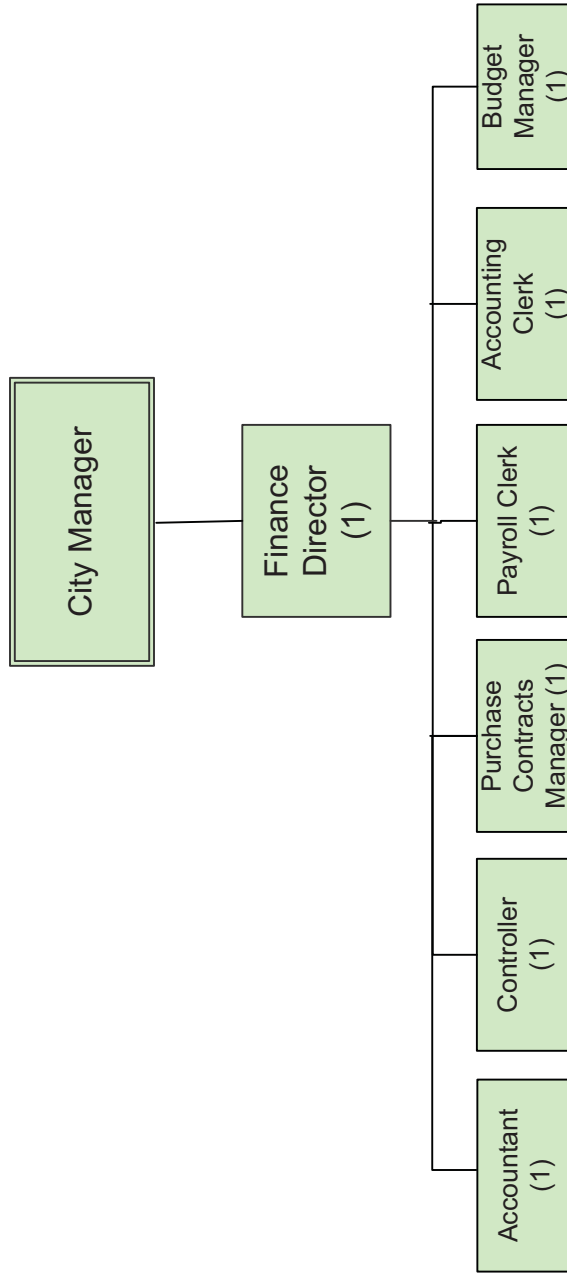 City Manager
Finance
Director
(1)
Accountant
(1)
Controller
(1)
Purchase
Contracts
Manager (1)
Payroll Clerk
(1)
Accounting
Clerk
(1)
Budget
Manager
(1)